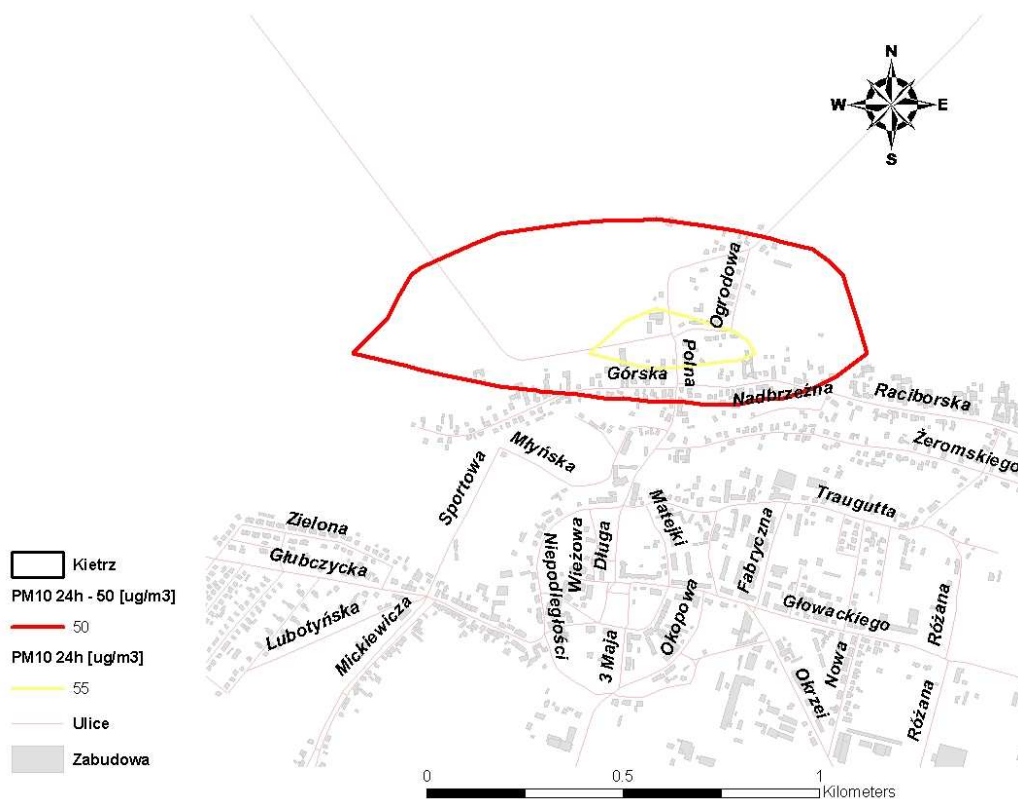 N
W E
S
Ogrodowa
Polna
Górska
Nadbrzeżna
Raciborska
Żeromskiego
Młyńska
Sportowa
Traugutta
Matejki
Zielona
Fabryczna
Wieżowa
Długa
Niepodległości
Głubczycka
Okopowa
Głowackiego
Lubotyńska
Różana
Mickiewicza
3 Maja
Nowa
Okrzei
Różana
Kietrz
PM10 24h - 50 [ug/m3]
50
PM10 24h [ug/m3]
55
Ulice
Zabudowa
0 0.5 1
Kilometers